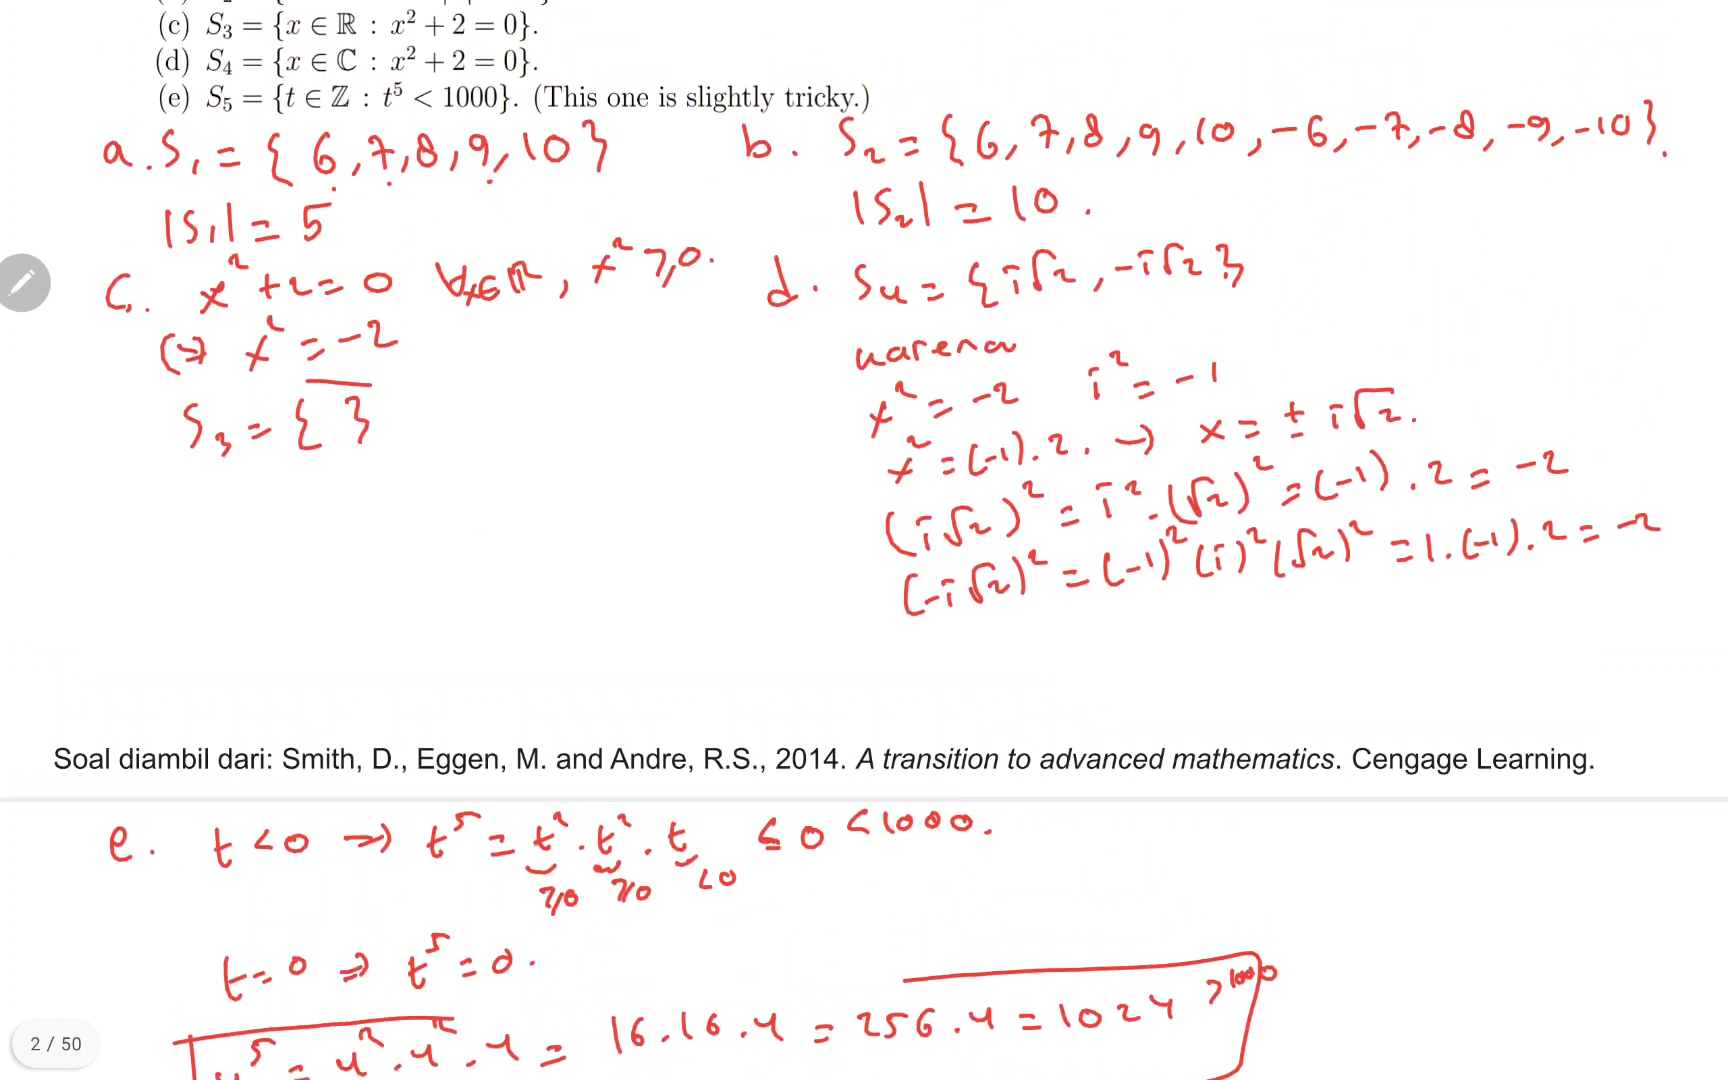 (c) S₃ = {x ∈ ℝ : x² + 2 = 0}.
(d) S₄ = {x ∈ ℂ : x² + 2 = 0}.
(e) S₅ = {t ∈ ℤ : t⁵ < 1000}. (This one is slightly tricky.)
a. S₁ = {6, 7, 8, 9, 10}
|S₁| = 5
b. S₂ = {6, 7, 8, 9, 10, -6, -7, -8, -9, -10}.
|S₂| = 10.
c. x² + 2 = 0 ∀x∈ℝ, x² ≥ 0.
(⇒ x² = -2
S₃ = { }
d. S₄ = {i√2, -i√2}
karena
x² = -2 i² = -1
x² = (-1).2. → x = ± i√2.
(i√2)² = i².(√2)² = (-1).2 = -2
(-i√2)² = (-1)²(i)²(√2)² = 1.(-1).2 = -2
Soal diambil dari: Smith, D., Eggen, M. and Andre, R.S., 2014. A transition to advanced mathematics. Cengage Learning.
e. t < 0 ⇒ t⁵ = t².t².t ≤ 0 < 1000.
≥0 ≥0 <0
t = 0 ⇒ t⁵ = 0.
4⁵ = 4².4².4 = 16.16.4 = 256.4 = 1024 > 1000
2 / 50